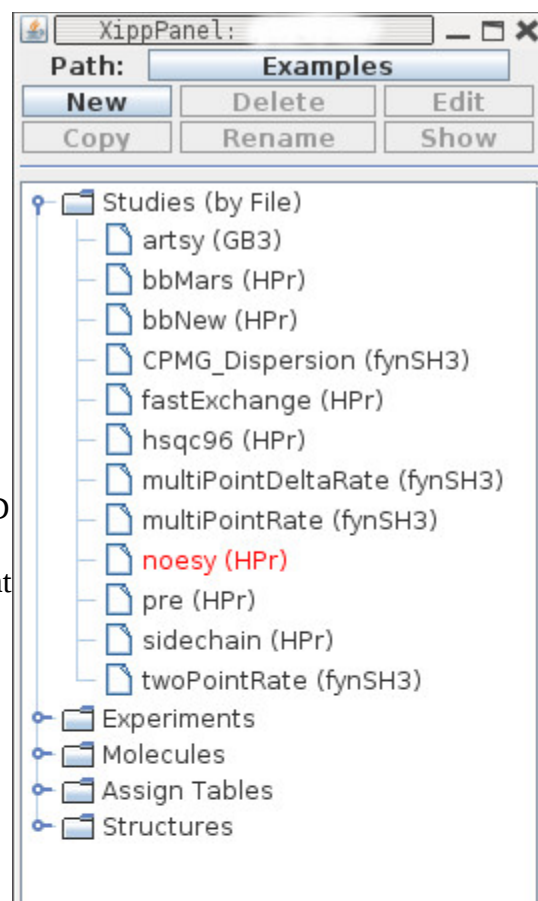 XippPanel:
Path: Examples
New Delete Edit
Copy Rename Show
Studies (by File)
artsy (GB3)
bbMars (HPr)
bbNew (HPr)
CPMG_Dispersion (fynSH3)
fastExchange (HPr)
hsqc96 (HPr)
multiPointDeltaRate (fynSH3)
multiPointRate (fynSH3)
noesy (HPr)
pre (HPr)
sidechain (HPr)
twoPointRate (fynSH3)
Experiments
Molecules
Assign Tables
Structures